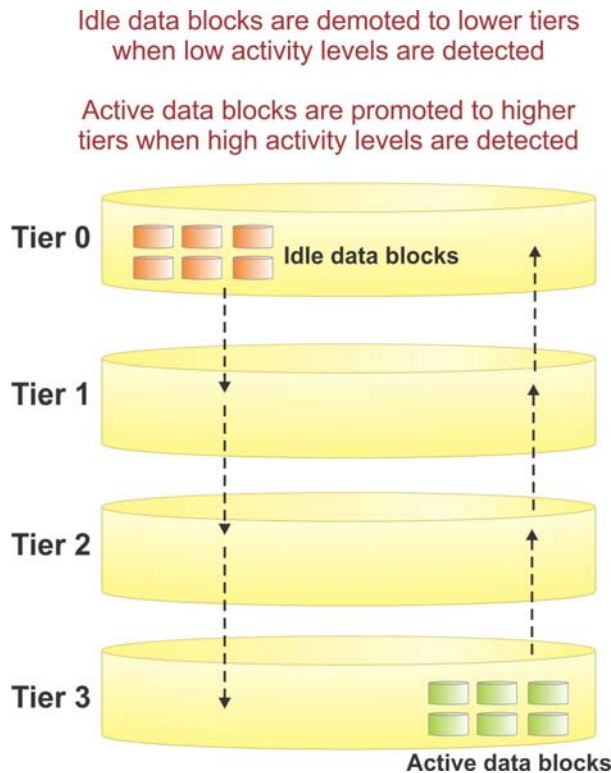 Idle data blocks are demoted to lower tiers
when low activity levels are detected
Active data blocks are promoted to higher
tiers when high activity levels are detected
Tier 0
Idle data blocks
Tier 1
Tier 2
Tier 3
Active data blocks